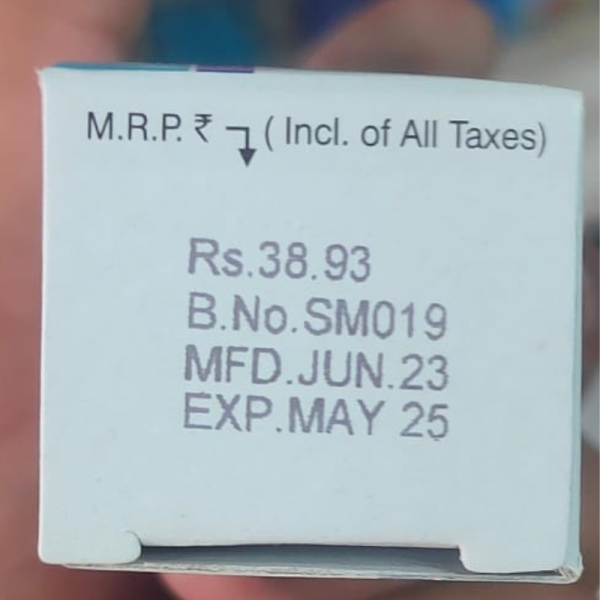 M.R.P. ₹ ( Incl. of All Taxes)
Rs.38.93
B.No.SM019
MFD.JUN.23
EXP.MAY 25